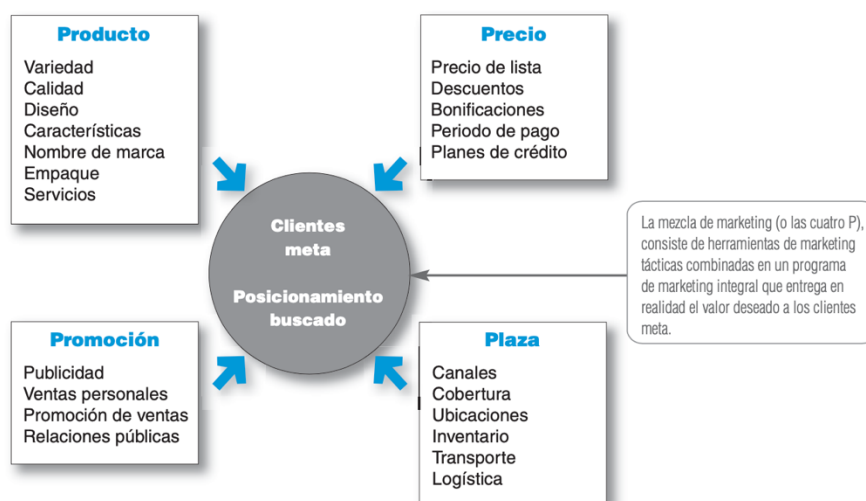 Producto
Variedad
Calidad
Diseño
Características
Nombre de marca
Empaque
Servicios
Precio
Precio de lista
Descuentos
Bonificaciones
Periodo de pago
Planes de crédito
Clientes
meta
Posicionamiento
buscado
La mezcla de marketing (o las cuatro P),
consiste de herramientas de marketing
tácticas combinadas en un programa
de marketing integral que entrega en
realidad el valor deseado a los clientes
meta.
Promoción
Publicidad
Ventas personales
Promoción de ventas
Relaciones públicas
Plaza
Canales
Cobertura
Ubicaciones
Inventario
Transporte
Logística